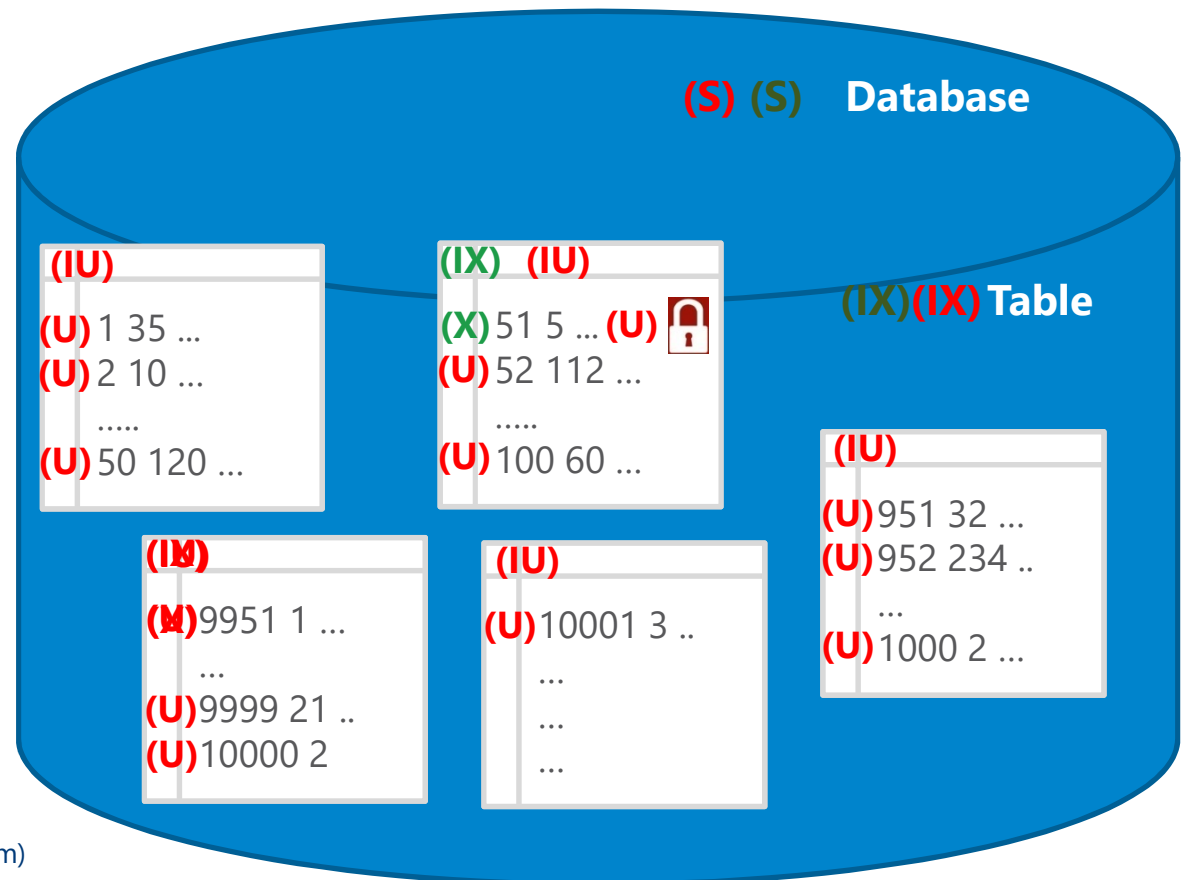 (S) (S) Database
(IX)(IX) Table
(IU)
(U) 1 35 ...
(U) 2 10 ...
.....
(U) 50 120 ...
(IX) (IU)
(X) 51 5 ... (U)
(U) 52 112 ...
.....
(U) 100 60 ...
(IU)
(U) 951 32 ...
(U) 952 234 ..
...
(U) 1000 2 ...
9951 1 ...
...
(U) 9999 21 ..
(U) 10000 2
(IU)
(U) 10001 3 ..
...
...
...
m)